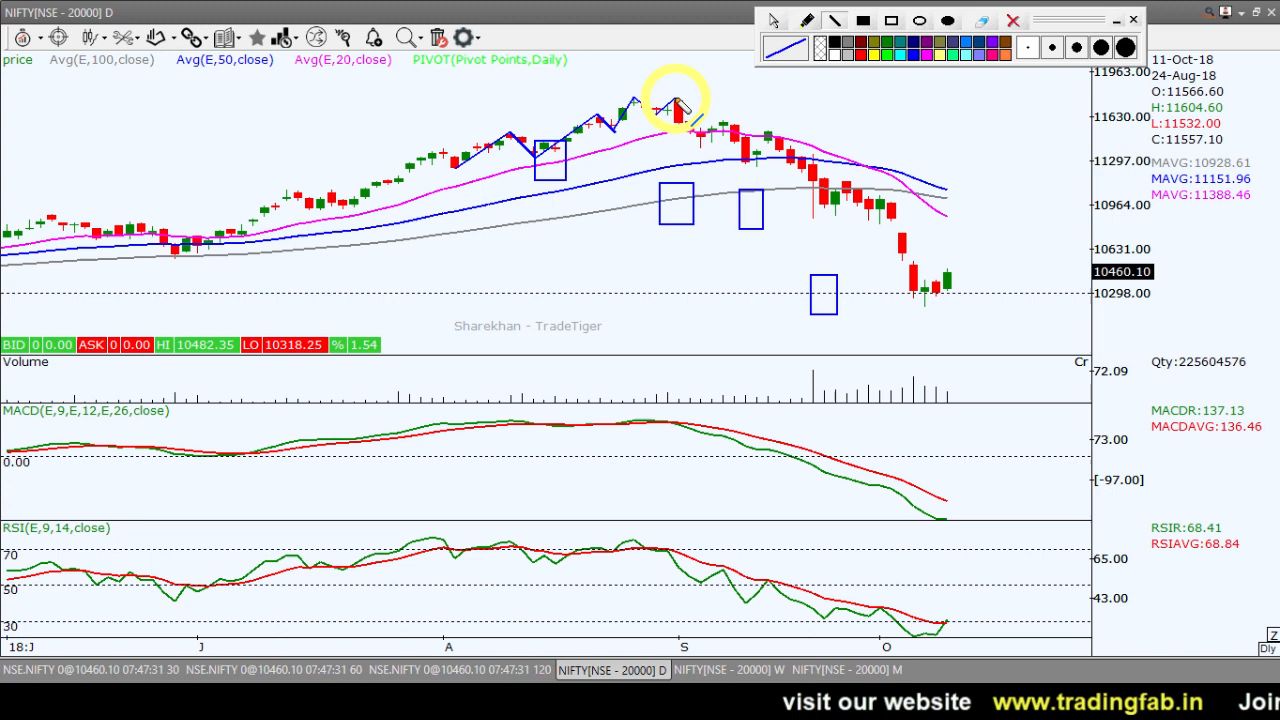 NIFTY[NSE - 20000] D
price Avg(E,100,close) Avg(E,50,close) Avg(E,20,close) PIVOT(Pivot Points,Daily)
11963.00
11630.00
11297.00
10964.00
10631.00
10460.10
10298.00
11-Oct-18
24-Aug-18
O:11566.60
H:11604.60
L:11532.00
C:11557.10
MAVG:10928.61
MAVG:11151.96
MAVG:11388.46
Sharekhan - TradeTiger
BID 0 0.00 ASK 0 0.00 HI 10482.35 LO 10318.25 % 1.54
Volume
Cr
72.09
Qty:225604576
MACD(E,9,E,12,E,26,close)
0.00
73.00
[-97.00]
MACDR:137.13
MACDAVG:136.46
RSI(E,9,14,close)
70
50
30
65.00
43.00
RSIR:68.41
RSIAVG:68.84
18:J J A S O
Z
Dly
NSE.NIFTY 0@10460.10 07:47:31 30 NSE.NIFTY 0@10460.10 07:47:31 60 NSE.NIFTY 0@10460.10 07:47:31 120 NIFTY[NSE - 20000] D NIFTY[NSE - 20000] W NIFTY[NSE - 20000] M
visit our website www.tradingfab.in Joi